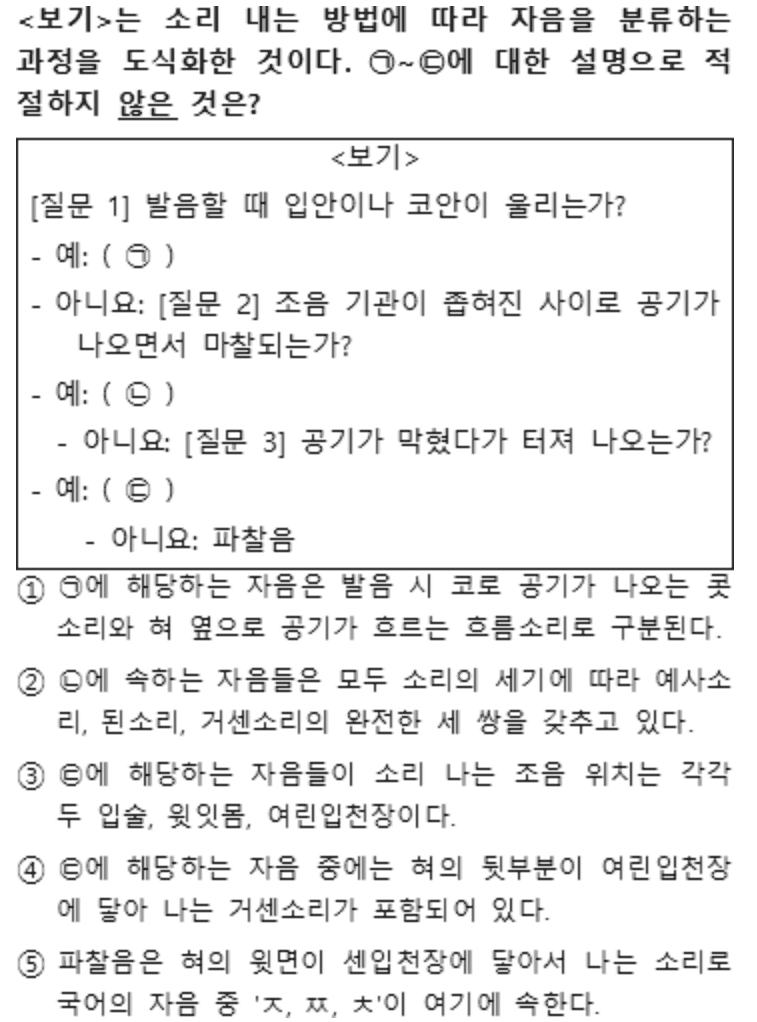 <보기>는 소리 내는 방법에 따라 자음을 분류하는
과정을 도식화한 것이다. ㉠~㉢에 대한 설명으로 적
절하지 않은 것은?
<보기>
[질문 1] 발음할 때 입안이나 코안이 울리는가?
- 예: ( ㉠ )
- 아니요: [질문 2] 조음 기관이 좁혀진 사이로 공기가
나오면서 마찰되는가?
- 예: ( ㉡ )
- 아니요: [질문 3] 공기가 막혔다가 터져 나오는가?
- 예: ( ㉢ )
- 아니요: 파찰음
① ㉠에 해당하는 자음은 발음 시 코로 공기가 나오는 콧
소리와 혀 옆으로 공기가 흐르는 흐름소리로 구분된다.
② ㉡에 속하는 자음들은 모두 소리의 세기에 따라 예사소
리, 된소리, 거센소리의 완전한 세 쌍을 갖추고 있다.
③ ㉢에 해당하는 자음들이 소리 나는 조음 위치는 각각
두 입술, 윗잇몸, 여린입천장이다.
④ ㉢에 해당하는 자음 중에는 혀의 뒷부분이 여린입천장
에 닿아 나는 거센소리가 포함되어 있다.
⑤ 파찰음은 혀의 윗면이 센입천장에 닿아서 나는 소리로
국어의 자음 중 'ㅈ, ㅉ, ㅊ'이 여기에 속한다.